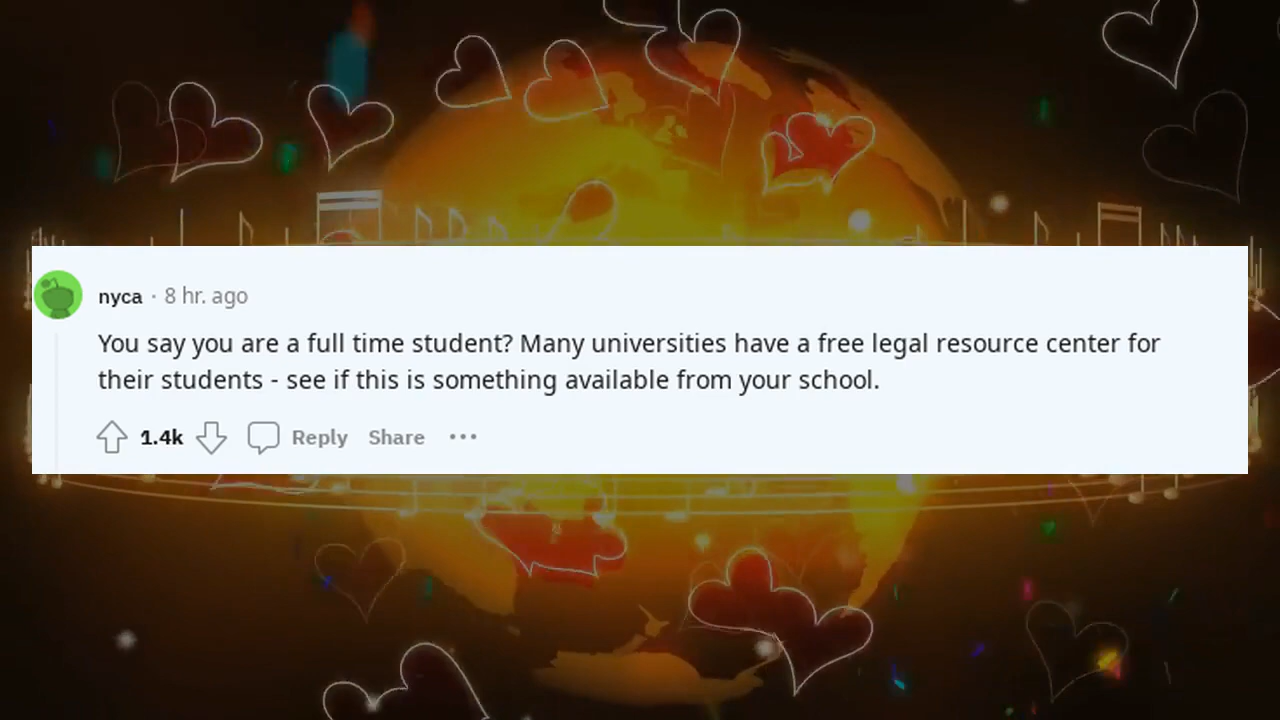 nyca · 8 hr. ago
You say you are a full time student? Many universities have a free legal resource center for
their students - see if this is something available from your school.
1.4k Reply Share ···